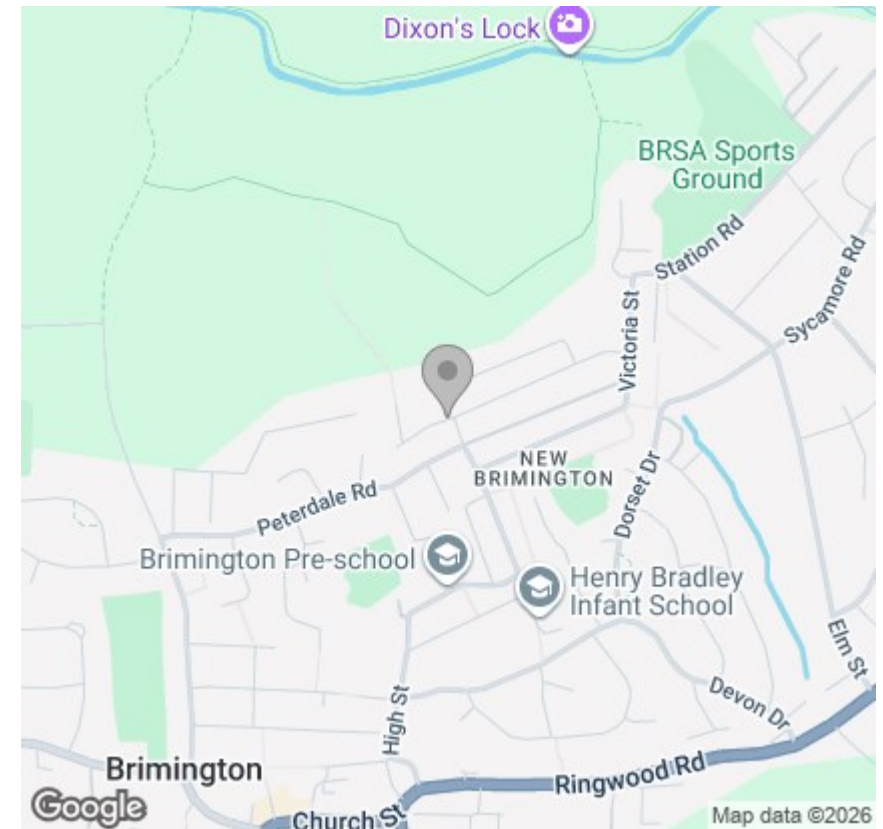 Dixon's Lock
BRSA Sports
Ground
Station Rd
Sycamore Rd
Victoria St
NEW
BRIMINGTON
Dorset Dr
Peterdale Rd
Brimington Pre-school
Henry Bradley
Infant School
Elm St
Devon Dr
High St
Brimington
Ringwood Rd
Church St
Google
Map data ©2026